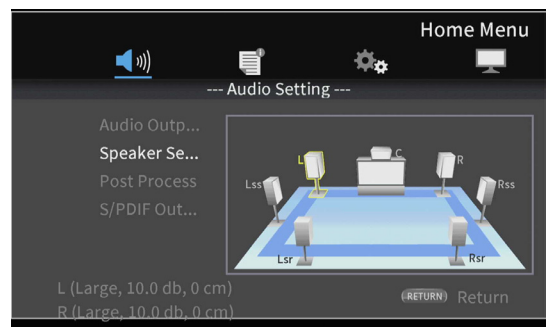 Home Menu
--- Audio Setting ---
Audio Outp...
Speaker Se...
Post Process
S/PDIF Out...
L
C
R
Lss
Rss
Lsr
Rsr
L (Large, 10.0 db, 0 cm)
R (Large, 10.0 db, 0 cm)
RETURN Return